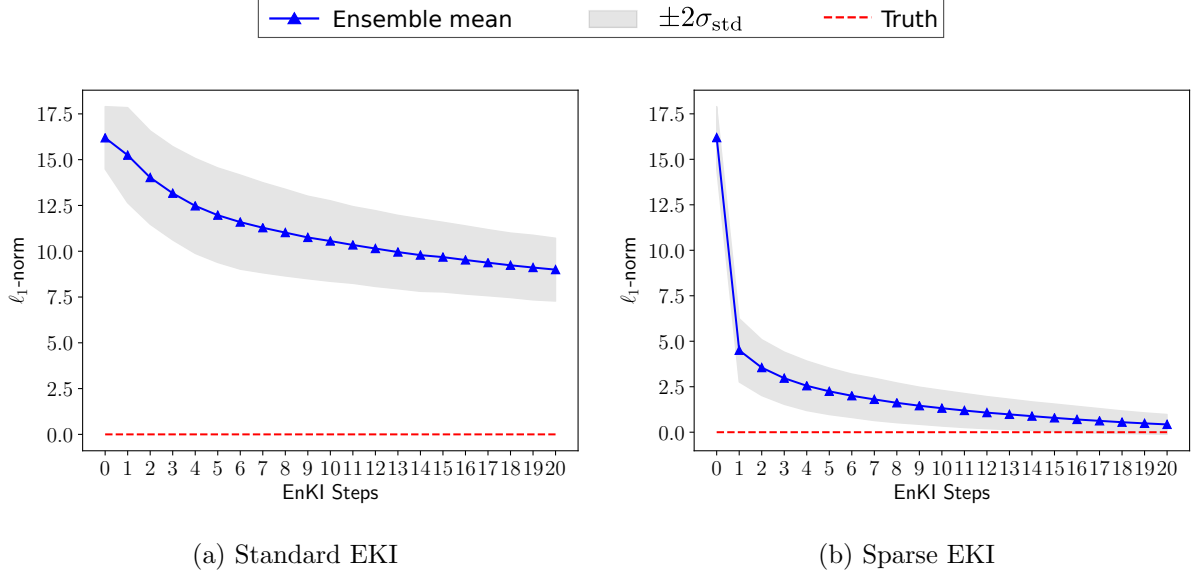 Ensemble mean ±2σstd Truth
ℓ1-norm
17.5
15.0
12.5
10.0
7.5
5.0
2.5
0.0
0 1 2 3 4 5 6 7 8 9 10 11 12 13 14 15 16 17 18 19 20
EnKI Steps
(a) Standard EKI
ℓ1-norm
17.5
15.0
12.5
10.0
7.5
5.0
2.5
0.0
0 1 2 3 4 5 6 7 8 9 10 11 12 13 14 15 16 17 18 19 20
EnKI Steps
(b) Sparse EKI